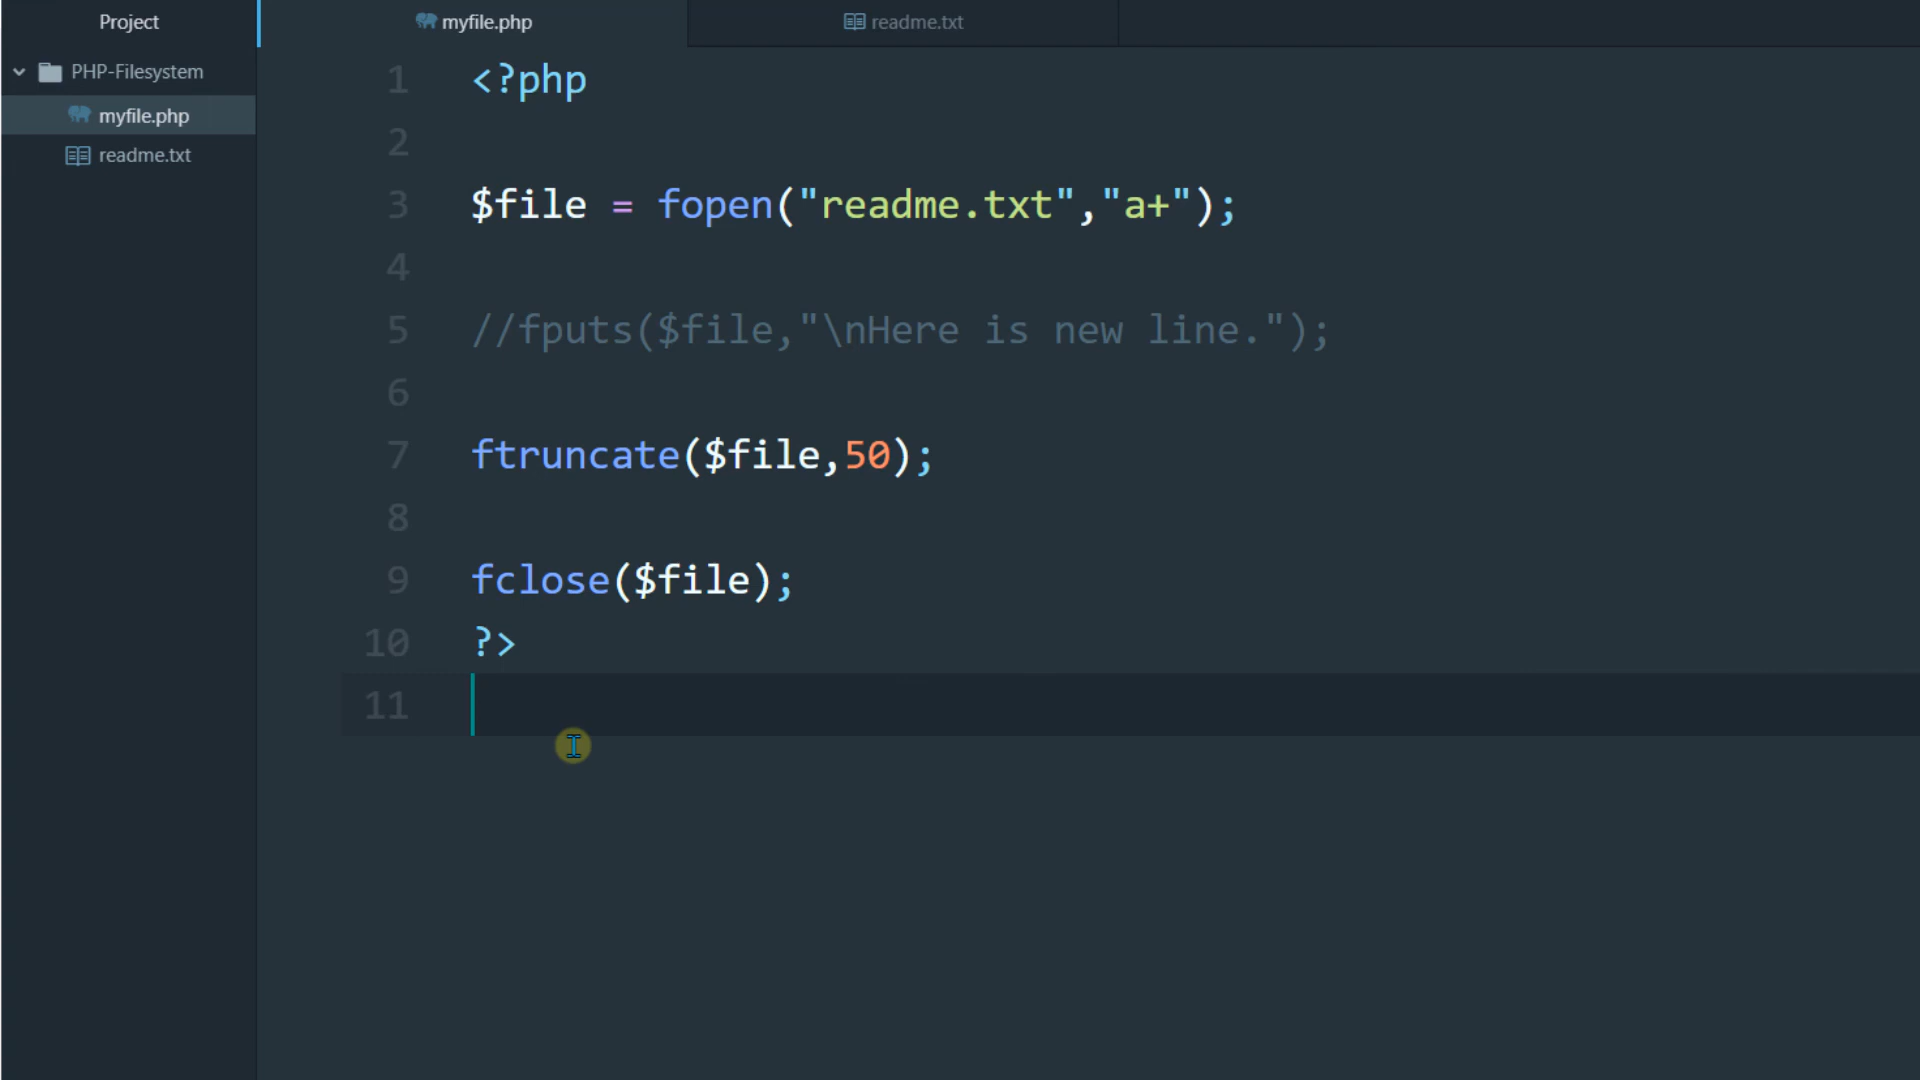 Project
myfile.php
readme.txt
PHP-Filesystem
myfile.php
readme.txt
1 <?php
2
3 $file = fopen("readme.txt","a+");
4
5 //fputs($file,"\nHere is new line.");
6
7 ftruncate($file,50);
8
9 fclose($file);
10 ?>
11